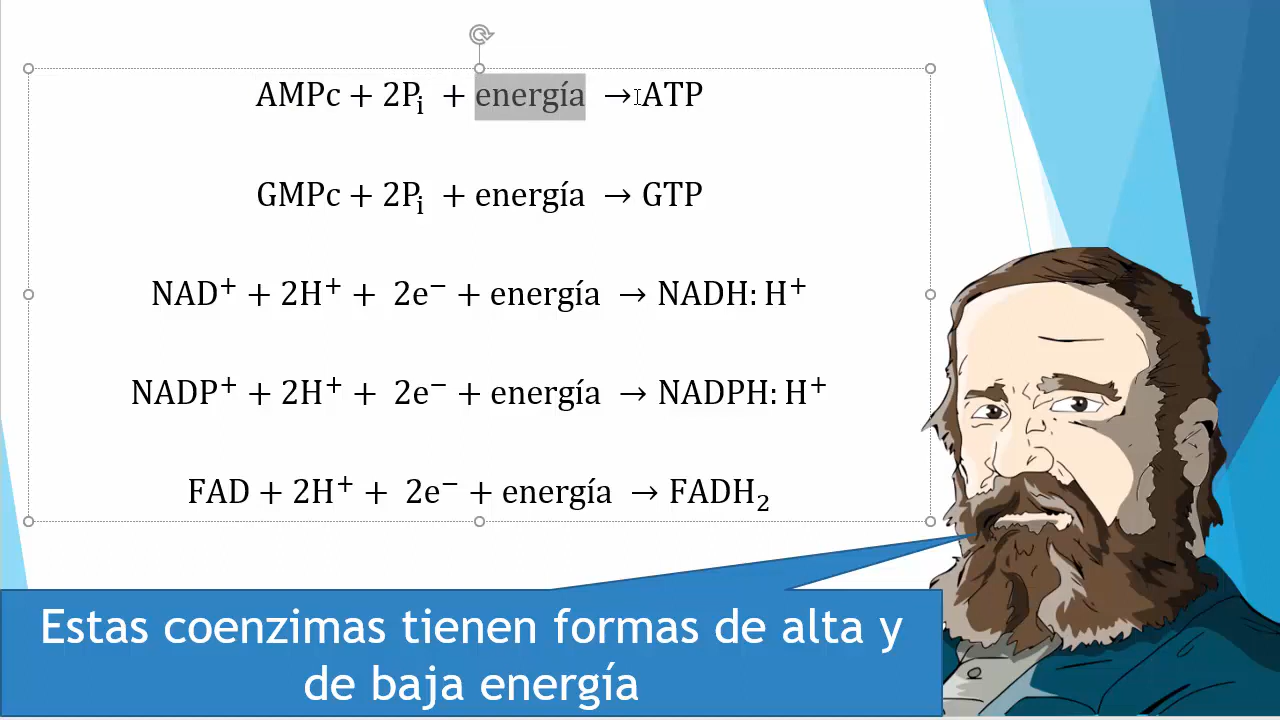 AMPc + 2Pᵢ + energía → ATP
GMPc + 2Pᵢ + energía → GTP
NAD⁺ + 2H⁺ + 2e⁻ + energía → NADH: H⁺
NADP⁺ + 2H⁺ + 2e⁻ + energía → NADPH: H⁺
FAD + 2H⁺ + 2e⁻ + energía → FADH₂
Estas coenzimas tienen formas de alta y
de baja energía